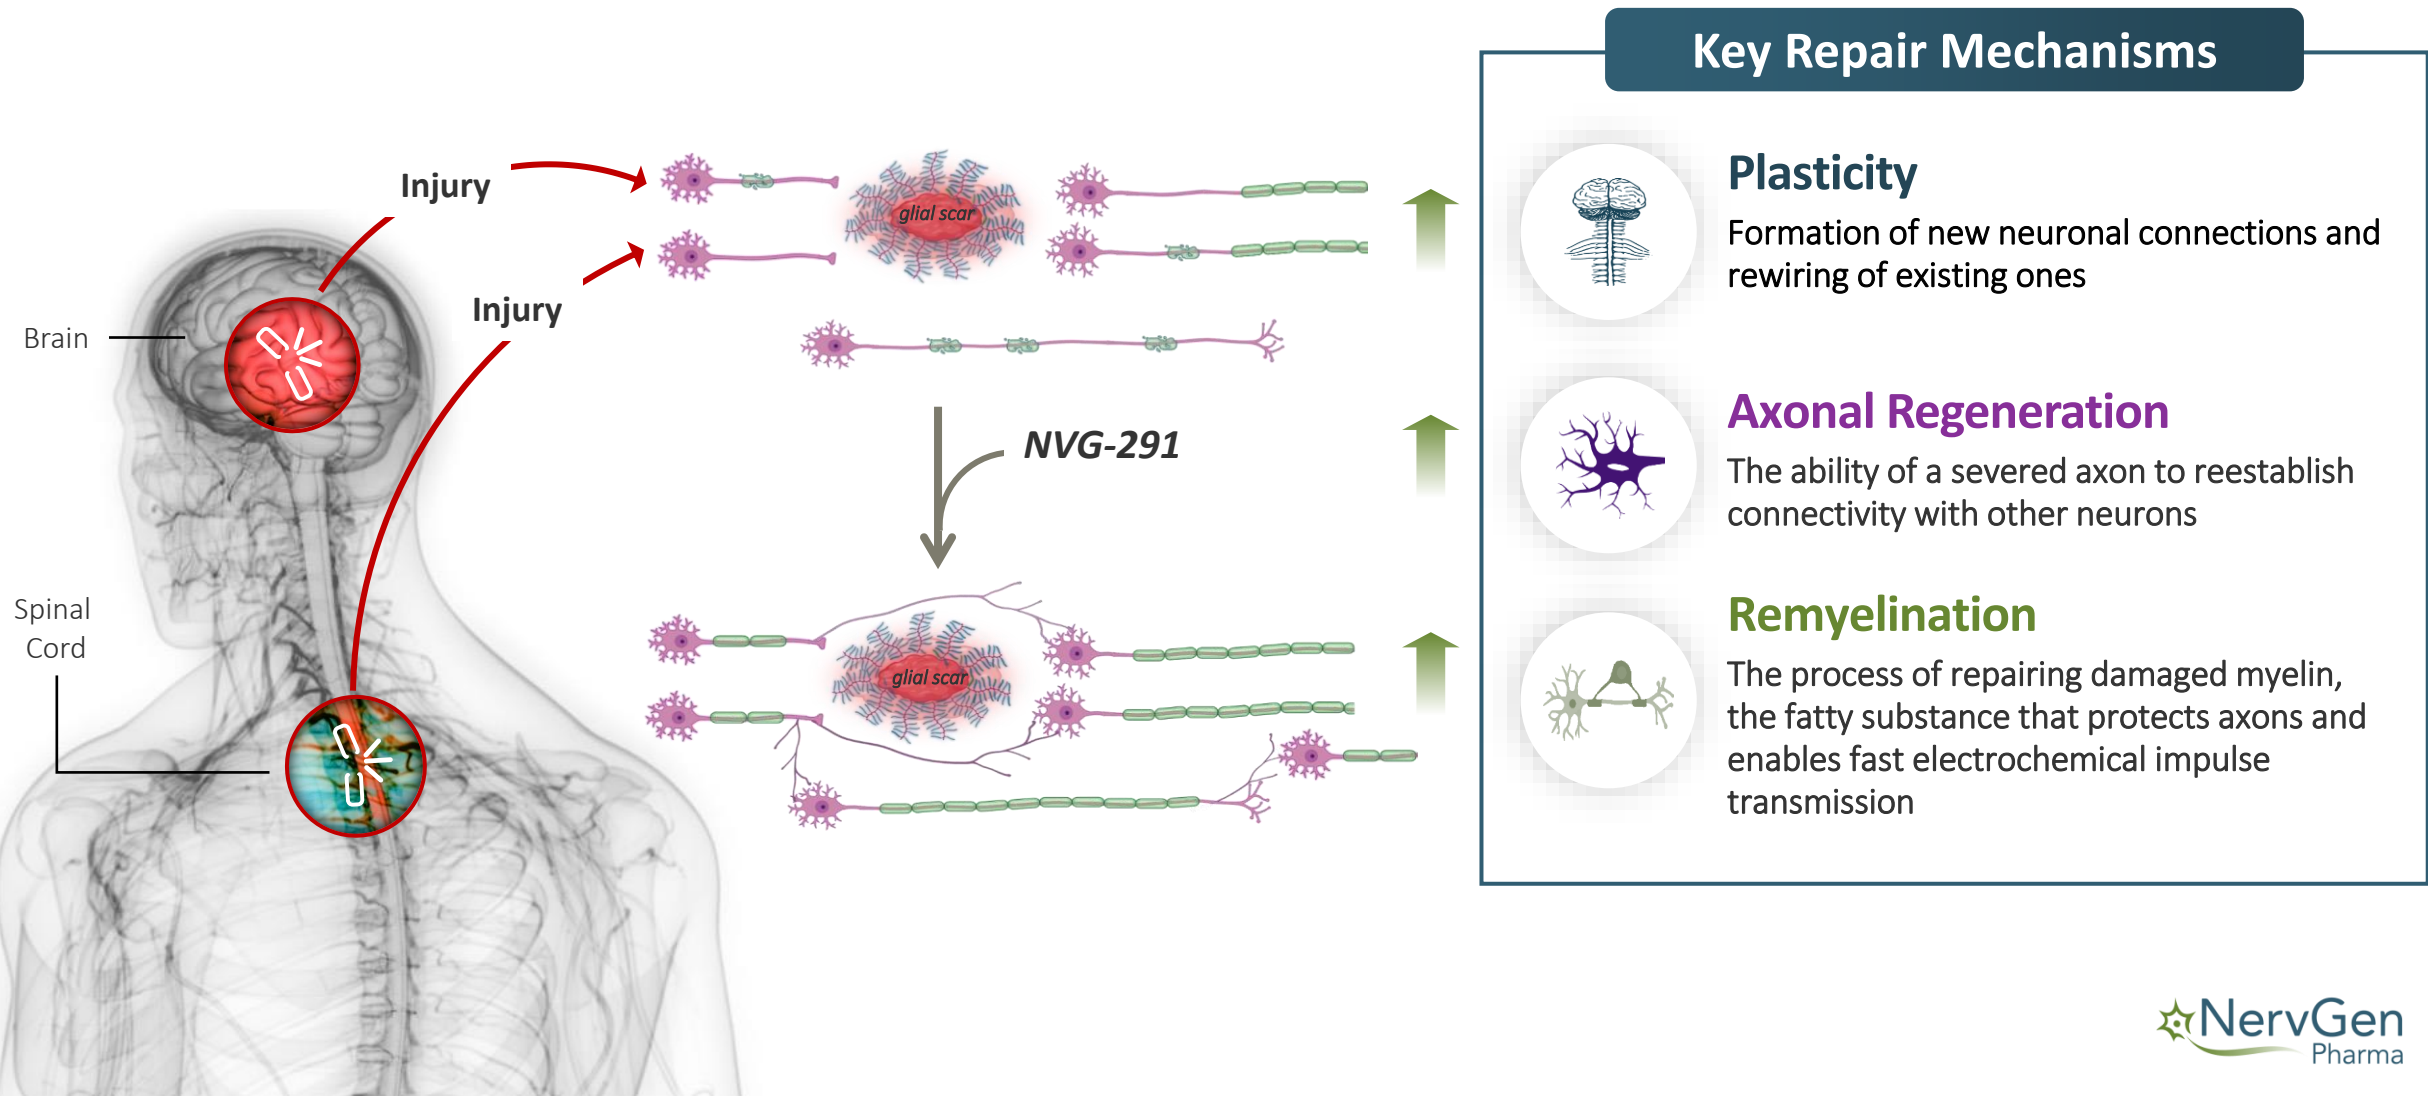 Key Repair Mechanisms
Injury
Injury
Brain
Spinal
Cord
glial scar
NVG-291
glial scar
Plasticity
Formation of new neuronal connections and
rewiring of existing ones
Axonal Regeneration
The ability of a severed axon to reestablish
connectivity with other neurons
Remyelination
The process of repairing damaged myelin,
the fatty substance that protects axons and
enables fast electrochemical impulse
transmission
NervGen
Pharma